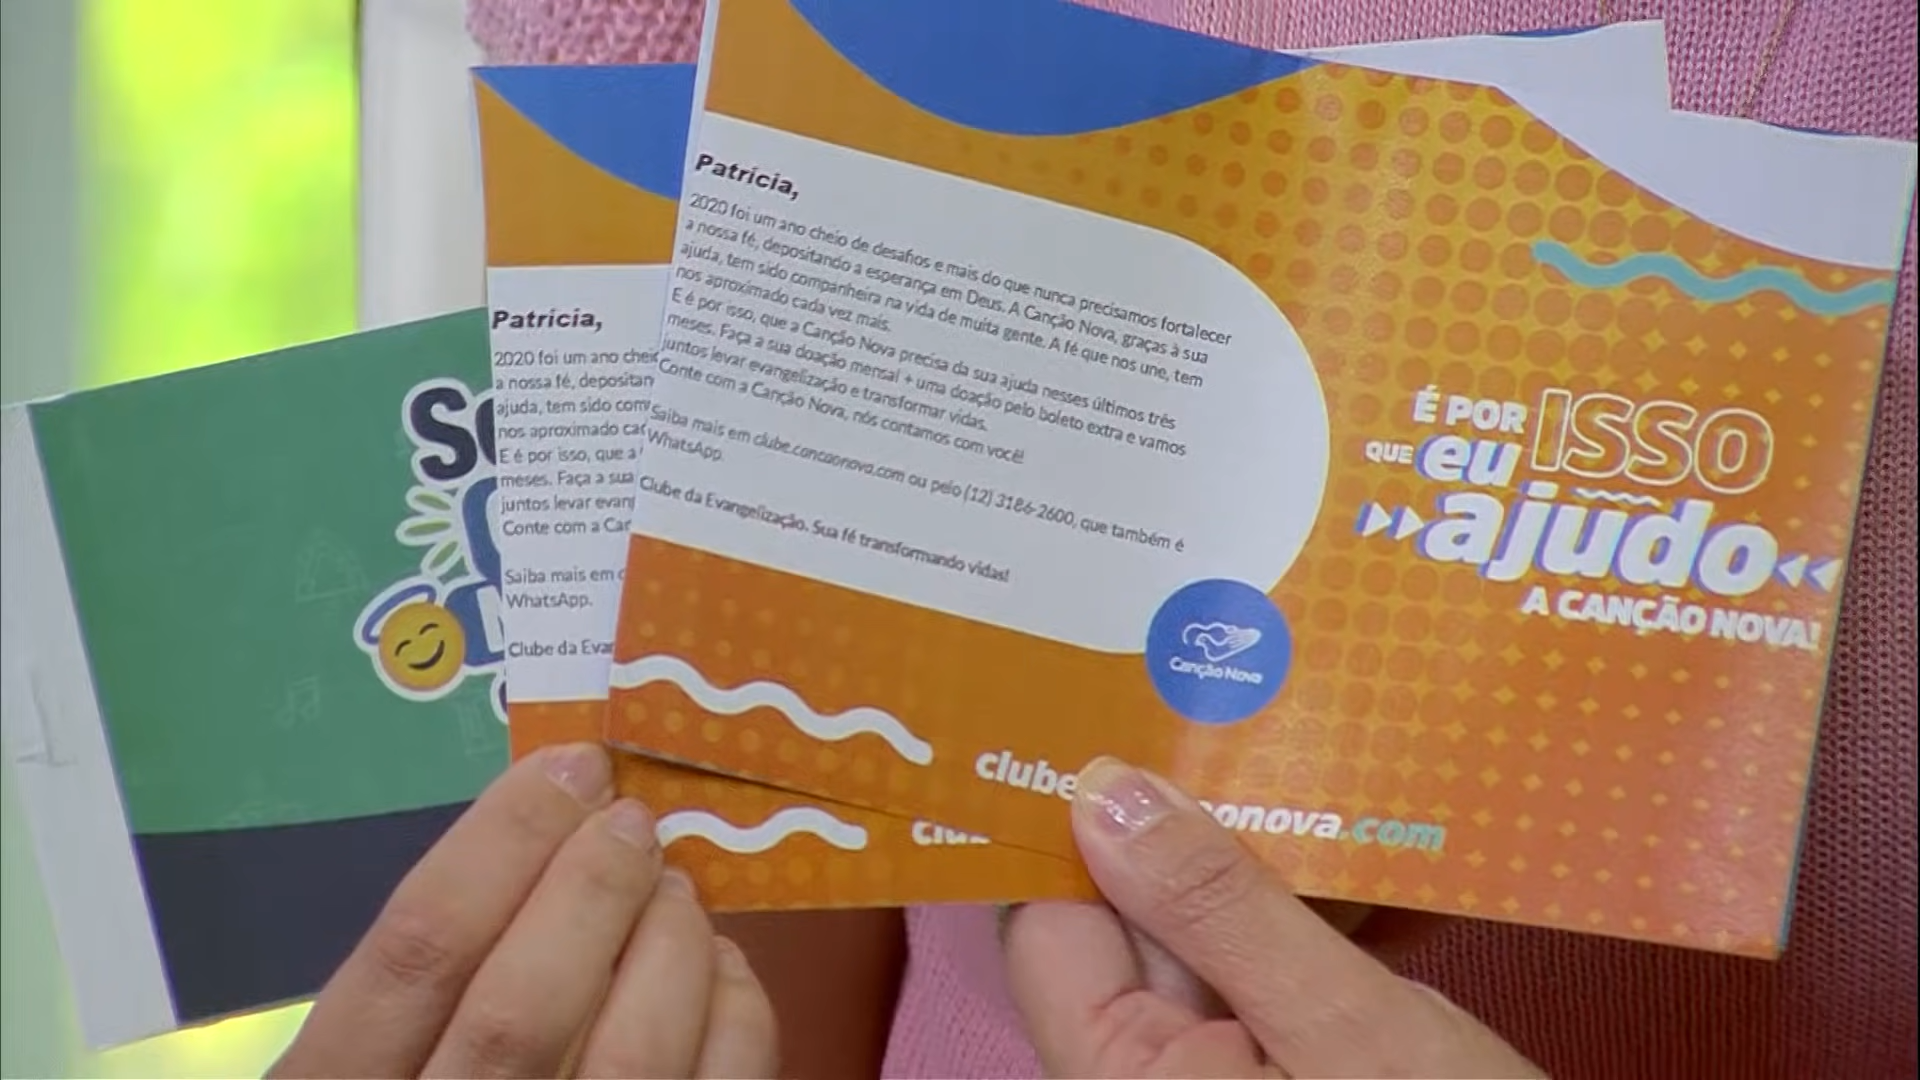 Patrícia,
2020 foi um ano cheio de desafios e mais do que nunca precisamos fortalecer
a nossa fé, depositando a esperança em Deus. A Canção Nova, graças à sua
ajuda, tem sido companheira na vida de muita gente. A fé que nos une, tem
nos aproximado cada vez mais.
E é por isso, que a Canção Nova precisa da sua ajuda nesses últimos três
meses. Faça a sua doação mensal + uma doação pelo boleto extra e vamos
juntos levar evangelização e transformar vidas.
Conte com a Canção Nova, nós contamos com você!
Saiba mais em clube.cancaonova.com ou pelo (12) 3186-2600, que também é
WhatsApp.
Clube da Evangelização. Sua fé transformando vidas!
É POR ISSO
QUE eu
ajudo
A CANÇÃO NOVA!
Canção Nova
clube
onova.com
Patrícia,
2020 foi um ano
a nossa fé,
ajuda, tem sido
nos aproximado
E é por isso, que a
meses. Faça a sua
juntos levar
Conte com a
Saiba mais em
WhatsApp.
Clube da